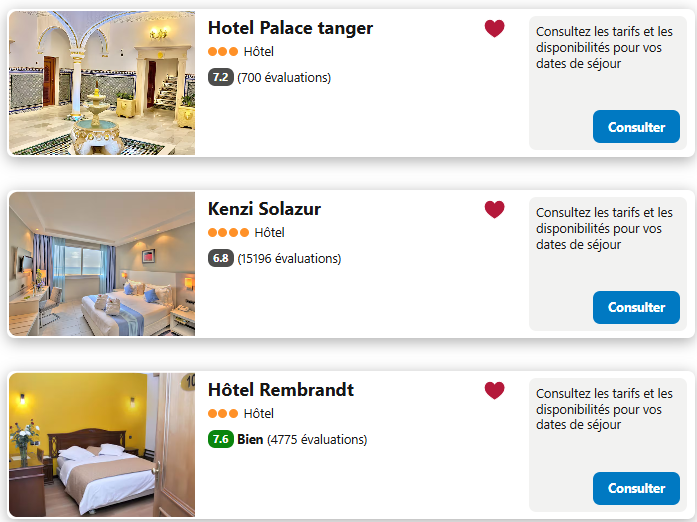 Hotel Palace tanger
Hôtel
7.2 (700 évaluations)
Consultez les tarifs et les
disponibilités pour vos
dates de séjour
Consulter
Kenzi Solazur
Hôtel
6.8 (15196 évaluations)
Consultez les tarifs et les
disponibilités pour vos
dates de séjour
Consulter
Hôtel Rembrandt
Hôtel
7.6 Bien (4775 évaluations)
Consultez les tarifs et les
disponibilités pour vos
dates de séjour
Consulter